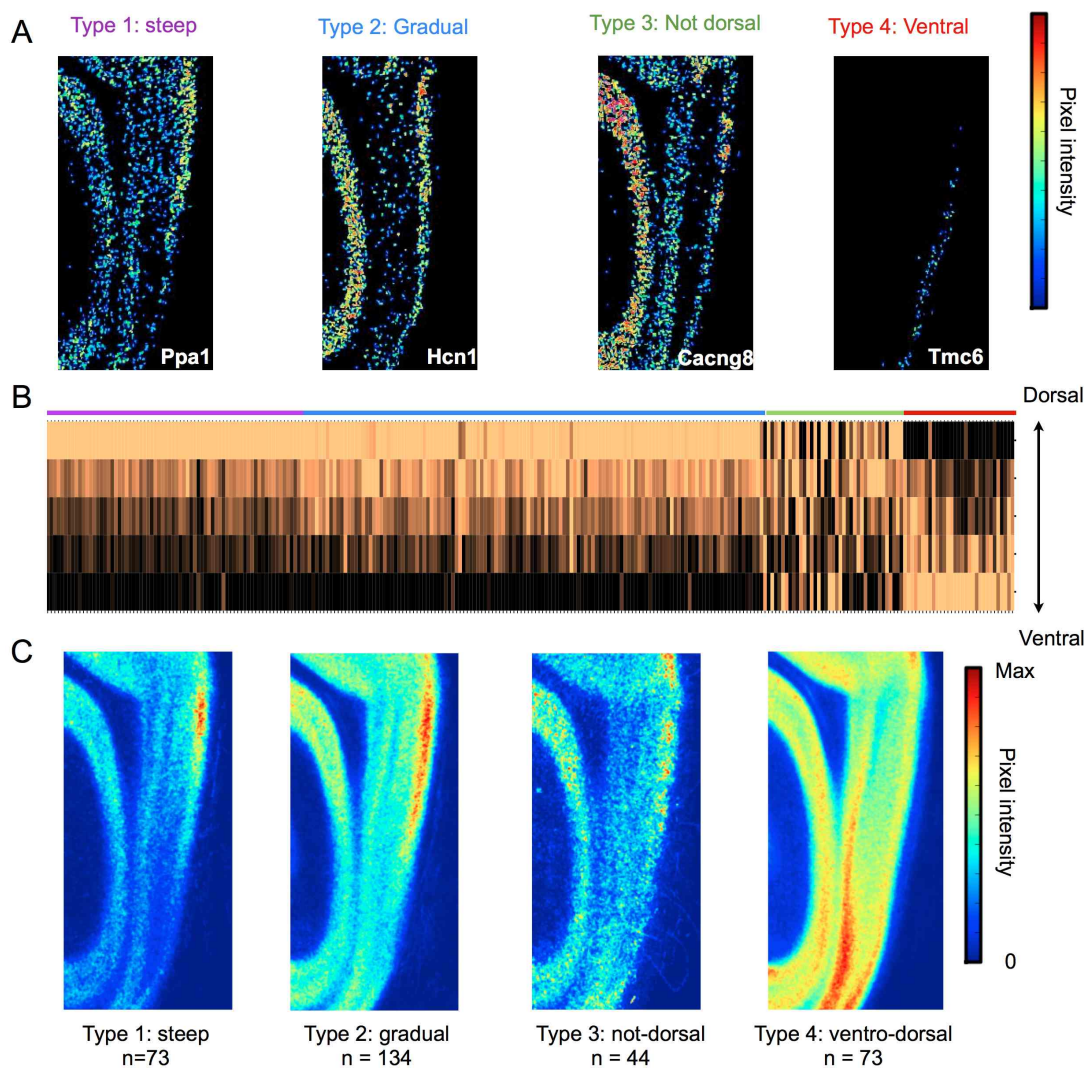 A
Type 1: steep
Type 2: Gradual
Type 3: Not dorsal
Type 4: Ventral
Ppa1
Hcn1
Cacng8
Tmc6
Pixel intensity
B
Dorsal
Ventral
C
Max
Pixel intensity
0
Type 1: steep
n=73
Type 2: gradual
n = 134
Type 3: not-dorsal
n = 44
Type 4: ventro-dorsal
n = 73